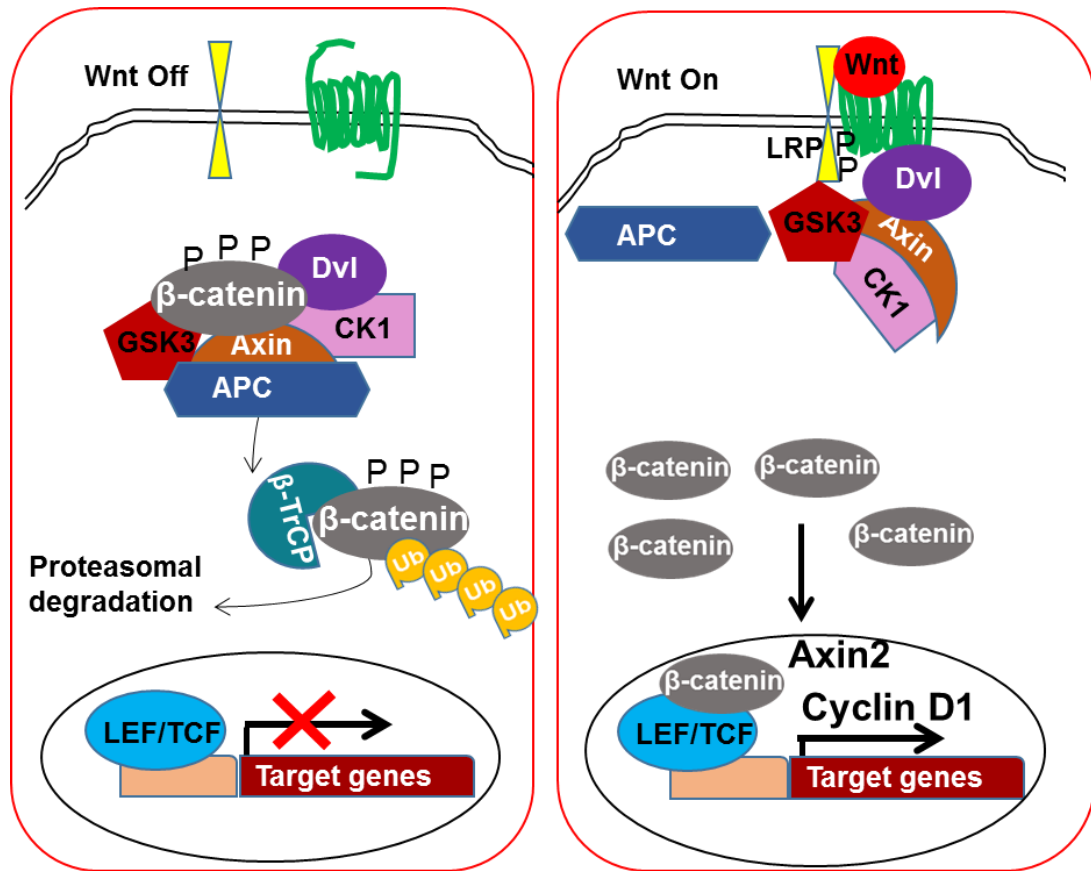 Wnt Off
P P P
β-catenin
Dvl
GSK3
Axin
CK1
APC
P P P
β-TrCP
β-catenin
Ub
Ub
Ub
Ub
Proteasomal
degradation
LEF/TCF
Target genes
Wnt On
Wnt
LRP
P
P
Dvl
APC
GSK3
Axin
CK1
β-catenin
β-catenin
β-catenin
β-catenin
Axin2
β-catenin
Cyclin D1
LEF/TCF
Target genes